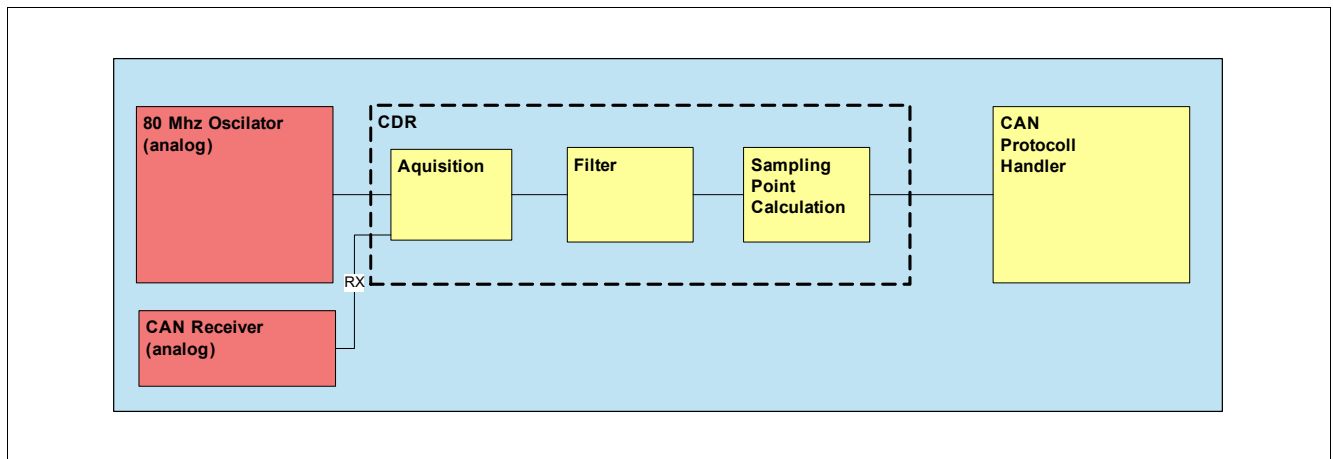 80 Mhz Oscilator
(analog)
CDR
Aquisition
Filter
Sampling
Point
Calculation
CAN
Protocoll
Handler
RX
CAN Receiver
(analog)